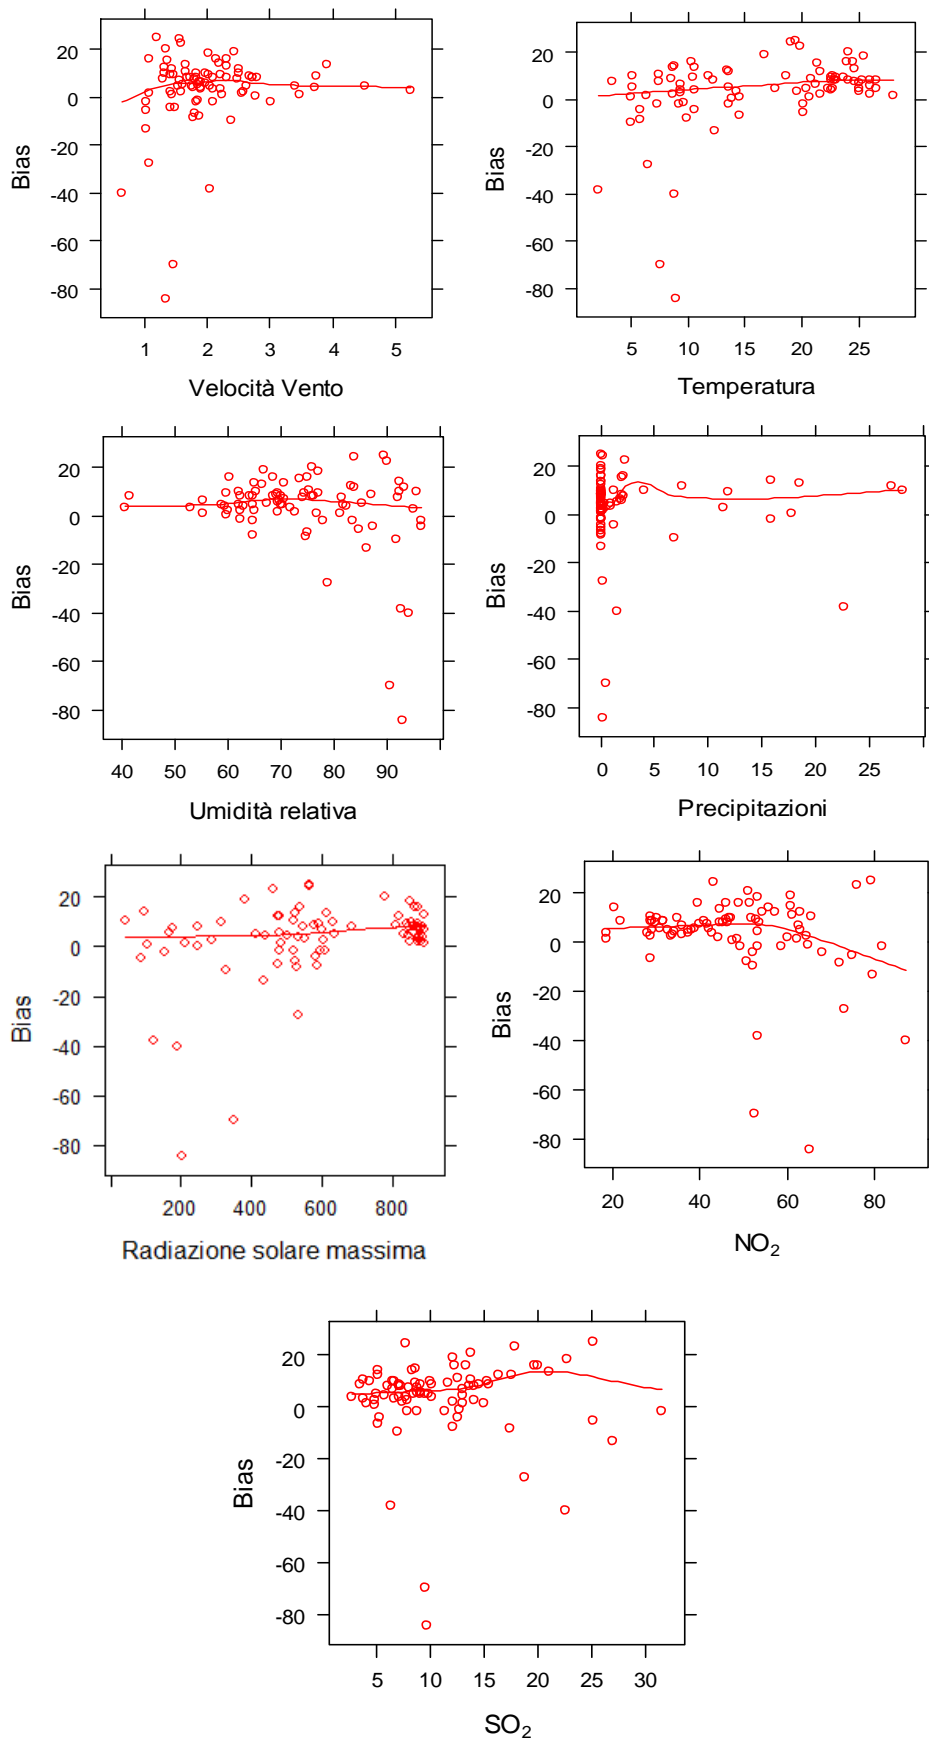 20
0
-20
-40
-60
-80
Bias
1 2 3 4 5
Velocità Vento
20
0
-20
-40
-60
-80
Bias
5 10 15 20 25
Temperatura
20
0
-20
-40
-60
-80
Bias
40 50 60 70 80 90
Umidità relativa
20
0
-20
-40
-60
-80
Bias
0 5 10 15 20 25
Precipitazioni
20
0
-20
-40
-60
-80
Bias
200 400 600 800
Radiazione solare massima
20
0
-20
-40
-60
-80
Bias
20 40 60 80
NO₂
20
0
-20
-40
-60
-80
Bias
5 10 15 20 25 30
SO₂